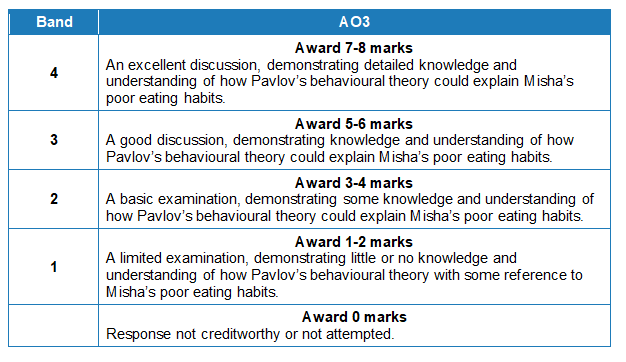 Band
AO3
4
Award 7-8 marks
An excellent discussion, demonstrating detailed knowledge and
understanding of how Pavlov's behavioural theory could explain Misha's
poor eating habits.
3
Award 5-6 marks
A good discussion, demonstrating knowledge and understanding of how
Pavlov's behavioural theory could explain Misha's poor eating habits.
2
Award 3-4 marks
A basic examination, demonstrating some knowledge and understanding of
how Pavlov's behavioural theory could explain Misha's poor eating habits.
1
Award 1-2 marks
A limited examination, demonstrating little or no knowledge and
understanding of how Pavlov's behavioural theory with some reference to
Misha's poor eating habits.
Award 0 marks
Response not creditworthy or not attempted.